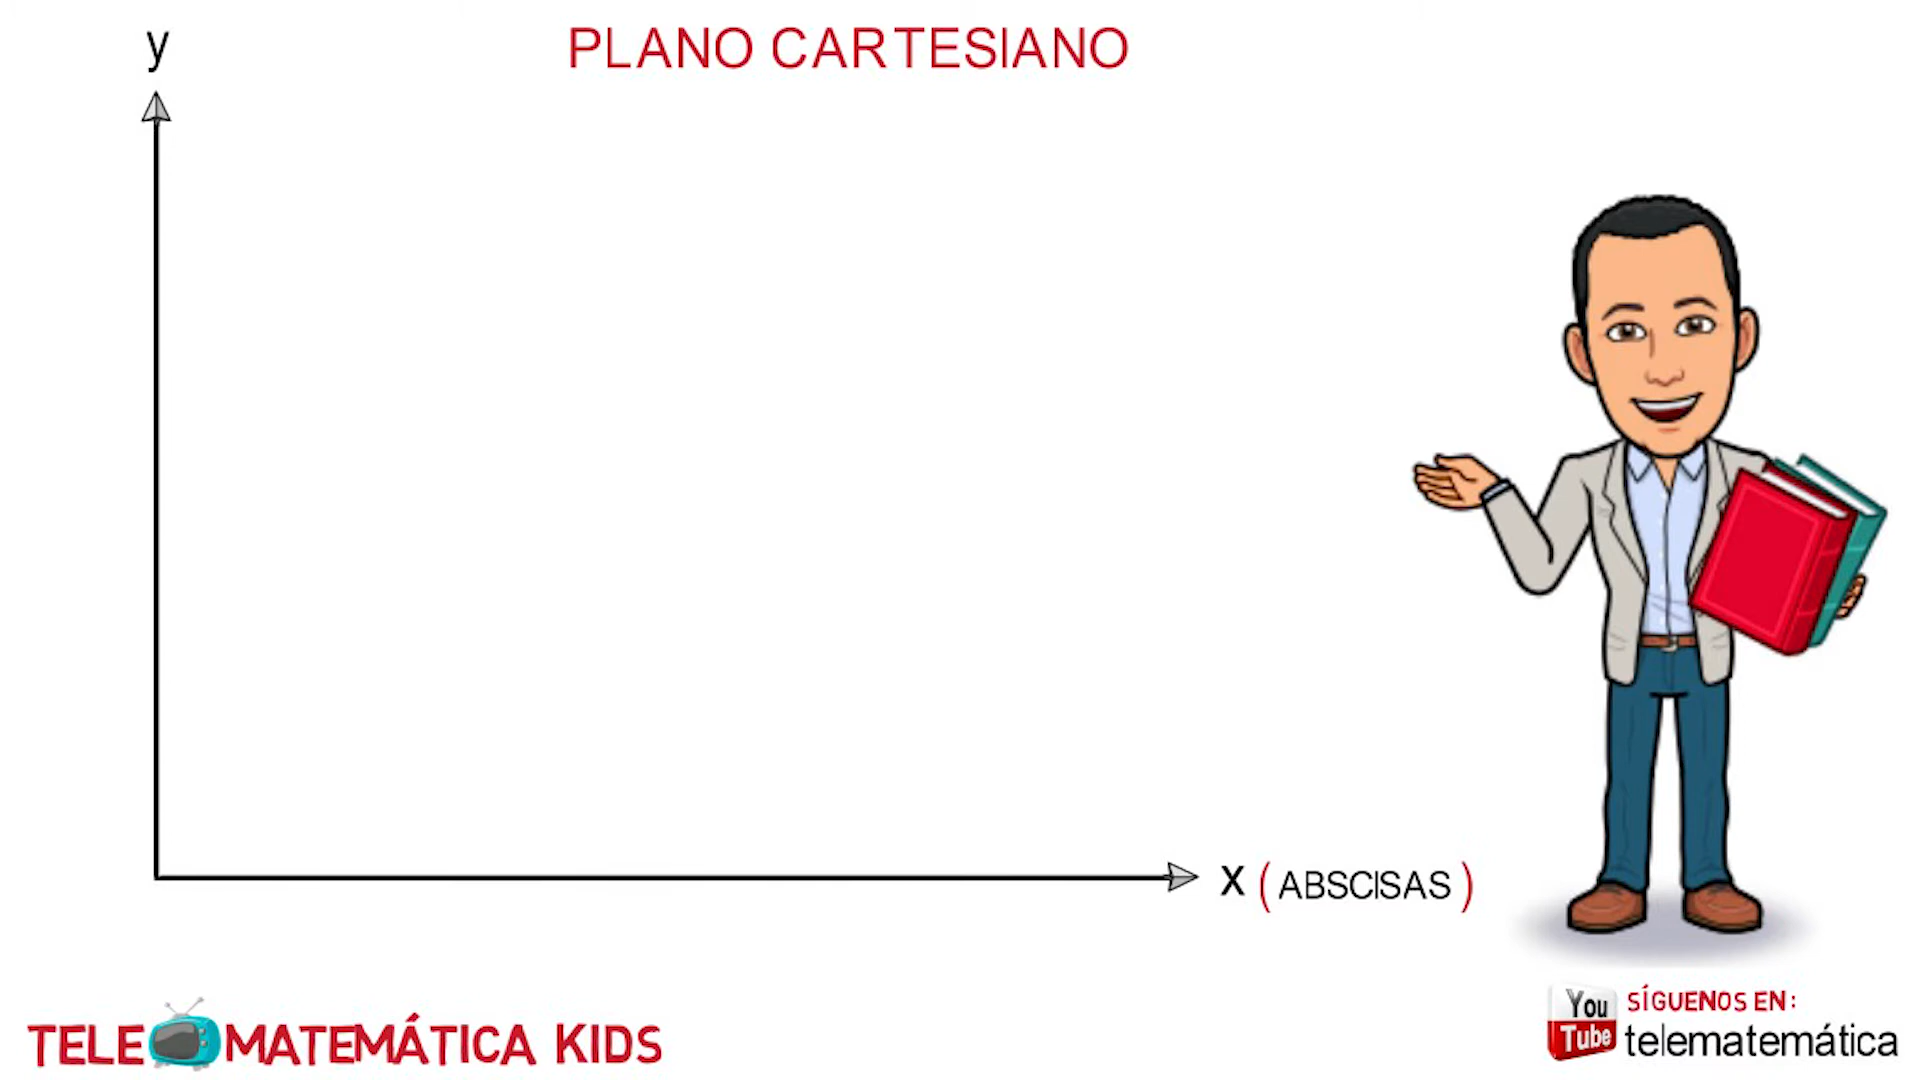 y
PLANO CARTESIANO
x (ABSCISAS)
TELEMATEMÁTICA KIDS
You
Tube
SÍGUENOS EN:
telematemática